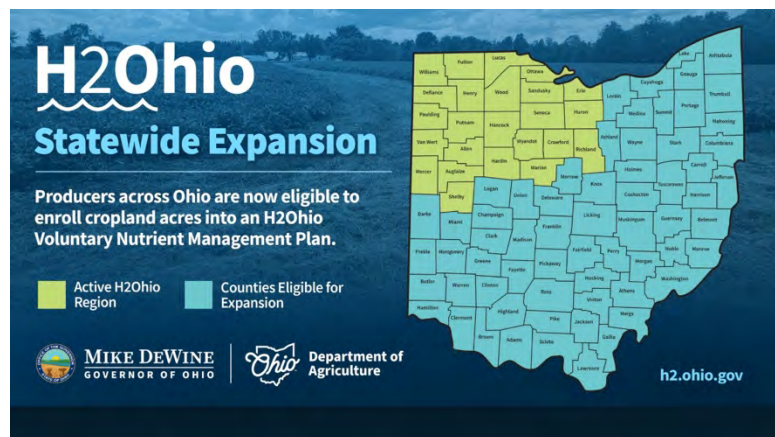 H2Ohio
Statewide Expansion
Producers across Ohio are now eligible to
enroll cropland acres into an H2Ohio
Voluntary Nutrient Management Plan.
Active H2Ohio
Region
Counties Eligible for
Expansion
MIKE DEWINE
GOVERNOR OF OHIO
Ohio
Department of
Agriculture
Williams
Fulton
Lucas
Ottawa
Defiance
Henry
Wood
Sandusky
Erie
Paulding
Putnam
Hancock
Seneca
Huron
Van Wert
Allen
Wyandot
Crawford
Richland
Mercer
Auglaize
Hardin
Marion
Shelby
Lake
Ashtabula
Geauga
Cuyahoga
Trumbull
Lorain
Medina
Summit
Portage
Mahoning
Ashland
Wayne
Stark
Columbiana
Morrow
Knox
Holmes
Tuscarawas
Carroll
Jefferson
Harrison
Coshocton
Logan
Union
Delaware
Darke
Miami
Champaign
Licking
Muskingum
Guernsey
Belmont
Clark
Madison
Franklin
Preble
Montgomery
Greene
Fayette
Pickaway
Fairfield
Perry
Morgan
Noble
Monroe
Washington
Butler
Warren
Clinton
Ross
Hocking
Athens
Vinton
Meigs
Hamilton
Clermont
Highland
Pike
Jackson
Gallia
Brown
Adams
Scioto
Lawrence
h2.ohio.gov